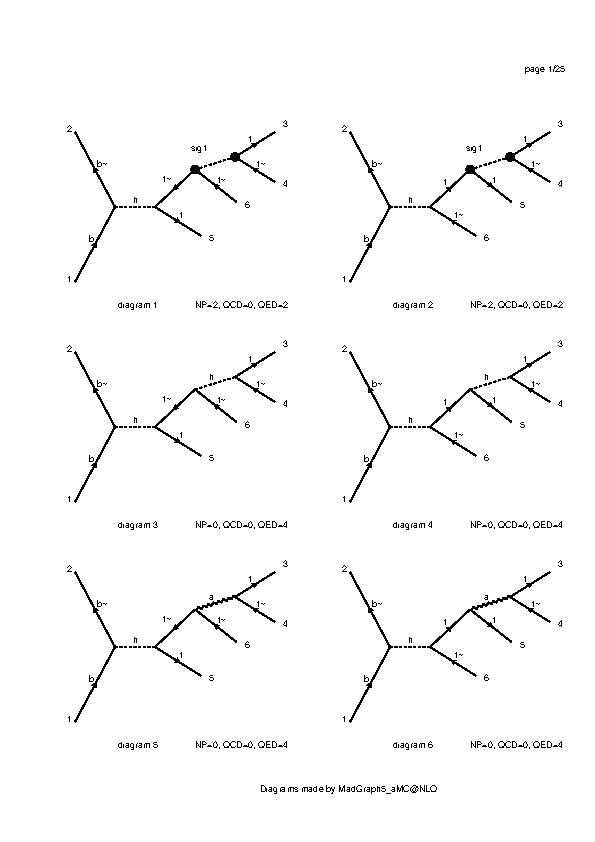 page 1/25
2
b~
b
1
h
1~
sig1
1
3
1~
4
1~
6
1
5
diagram 1 NP=2, QCD=0, QED=2
2
b~
b
1
h
1
sig1
1
3
1~
4
1
5
1~
6
diagram 2 NP=2, QCD=0, QED=2
2
b~
b
1
h
1~
h
1
3
1~
4
1~
6
1
5
diagram 3 NP=0, QCD=0, QED=4
2
b~
b
1
h
1
h
1
3
1~
4
1
5
1~
6
diagram 4 NP=0, QCD=0, QED=4
2
b~
b
1
h
1~
a
1
3
1~
4
1~
6
1
5
diagram 5 NP=0, QCD=0, QED=4
2
b~
b
1
h
1
a
1
3
1~
4
1
5
1~
6
diagram 6 NP=0, QCD=0, QED=4
Diagrams made by MadGraph5_aMC@NLO